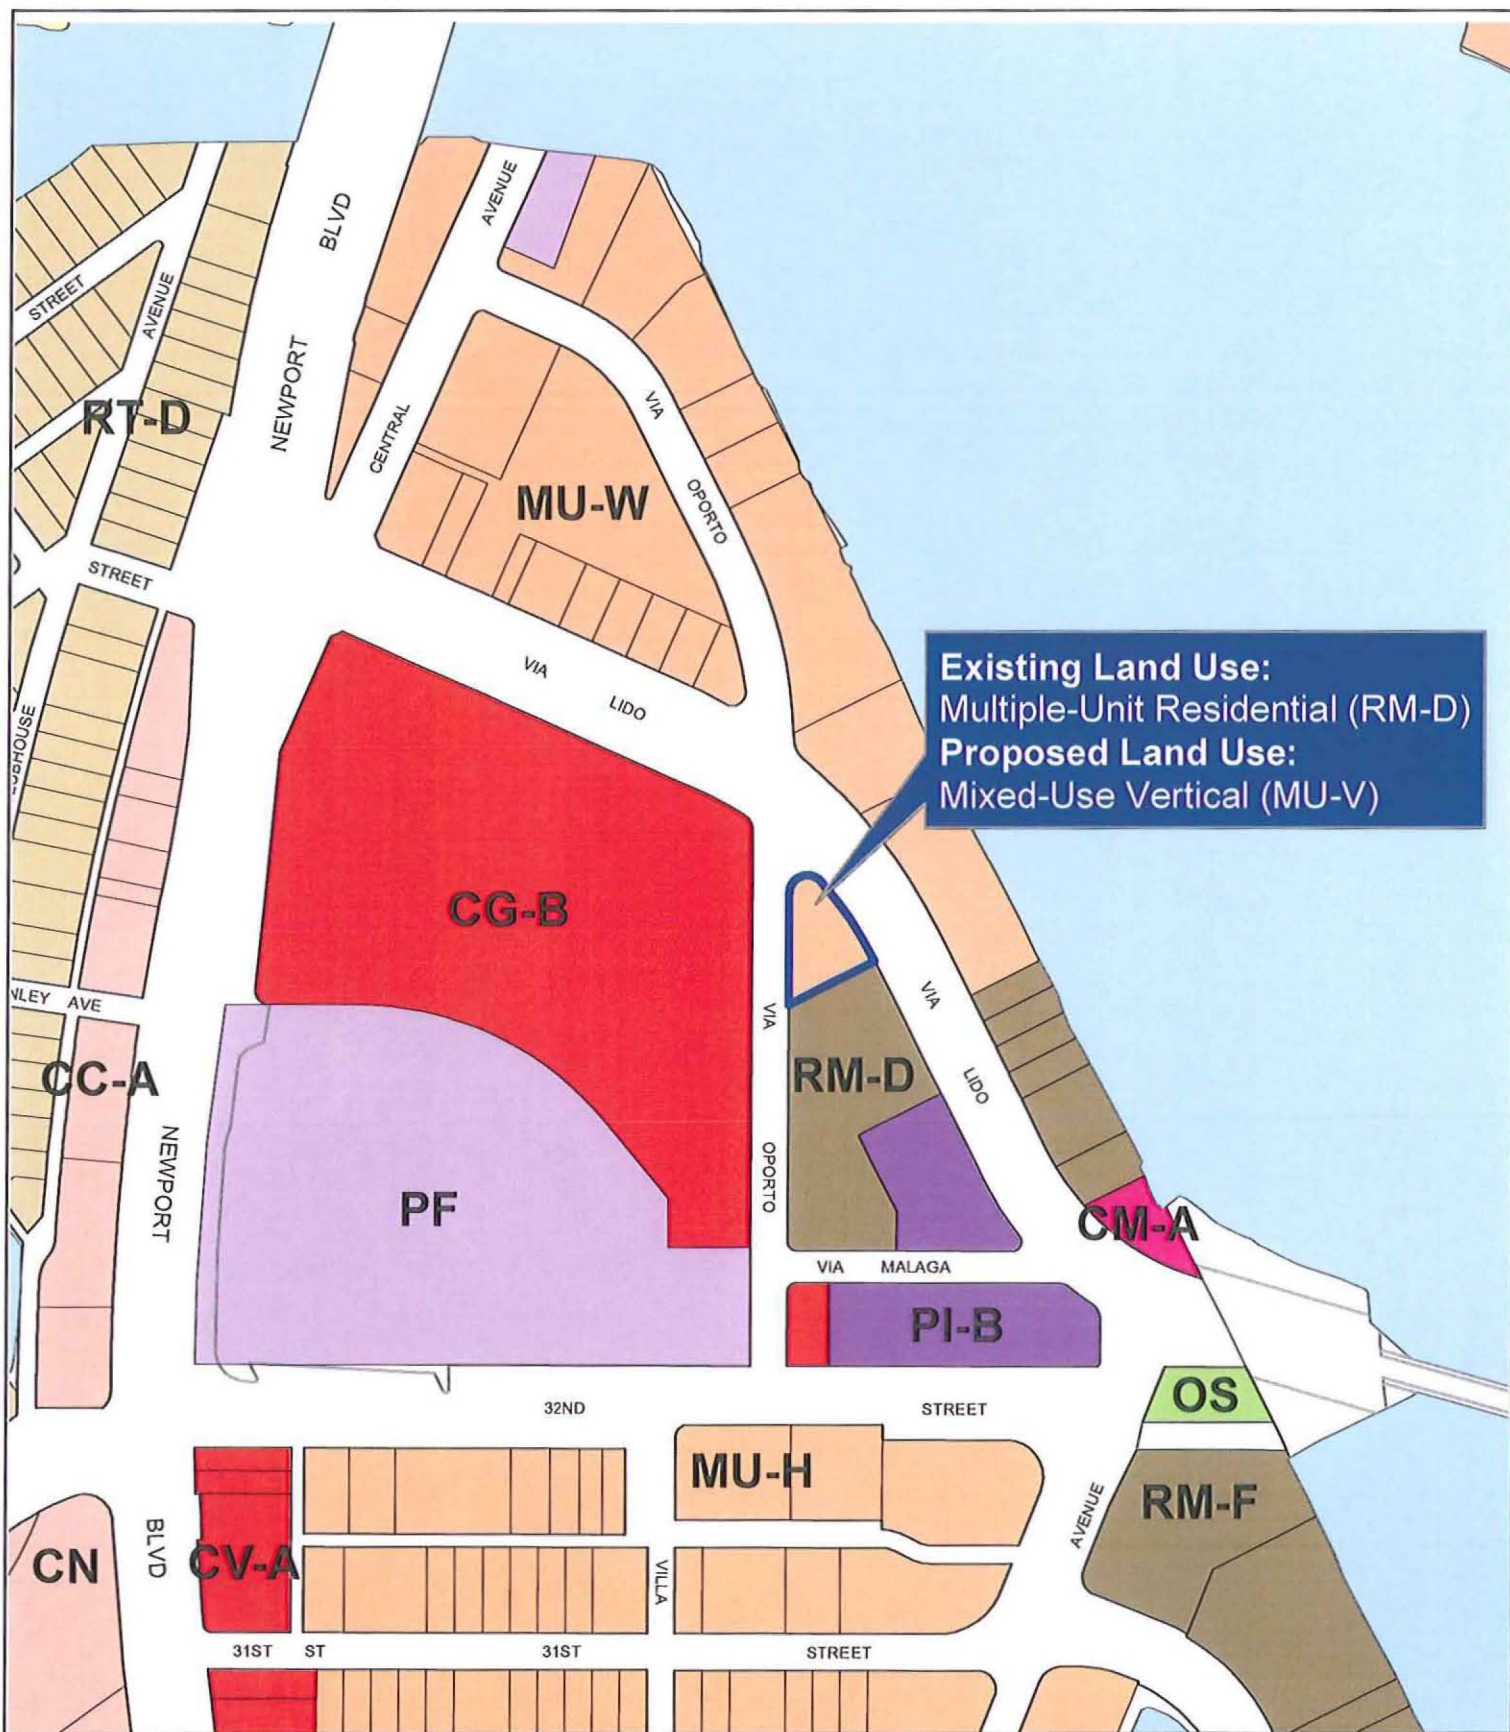 AVENUE
BLVD
STREET
AVENUE
NEWPORT
VIA
RT-D
CENTRAL
MU-W
OPORTO
STREET
Existing Land Use:
Multiple-Unit Residential (RM-D)
Proposed Land Use:
Mixed-Use Vertical (MU-V)
VIA
LIDO
CG-B
VIA
AVE
VIA
RM-D
CC-A
LIDO
NEWPORT
OPORTO
PF
CM-A
VIA MALAGA
PI-B
OS
32ND
STREET
MU-H
RM-F
AVENUE
BLVD
CN
CV-A
VILLA
31ST ST
31ST
STREET